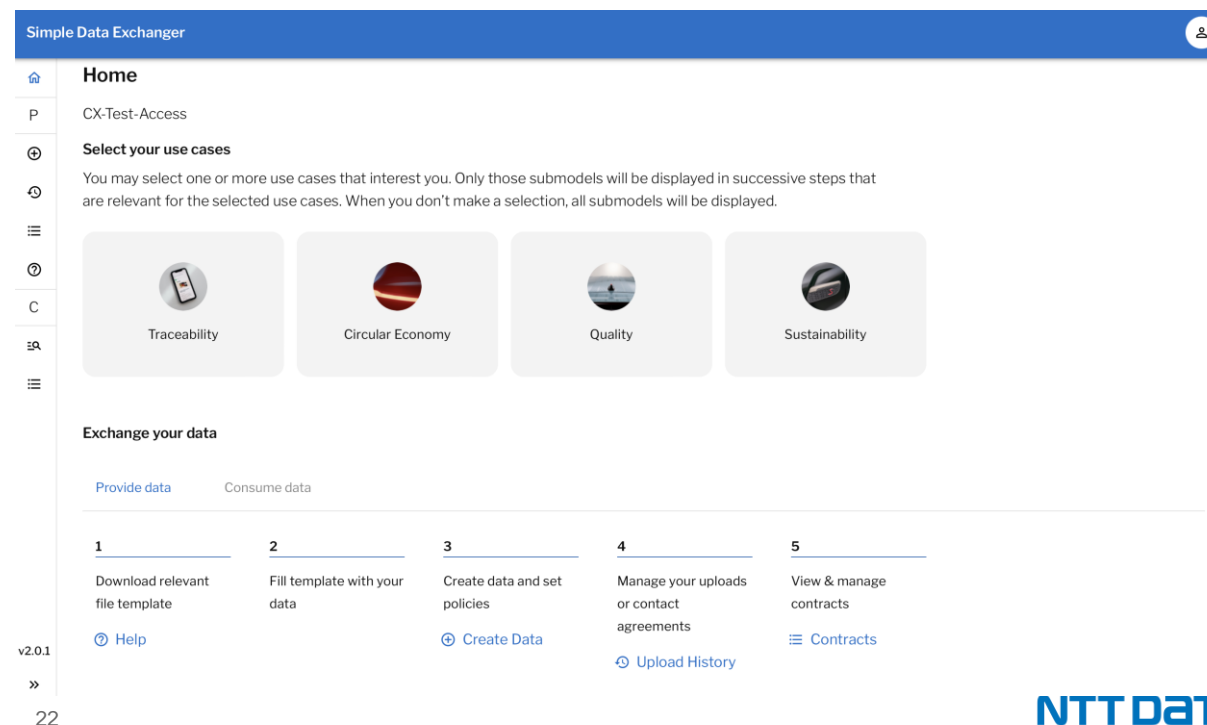 Simple Data Exchanger
Home
P
CX-Test-Access
Select your use cases
You may select one or more use cases that interest you. Only those submodels will be displayed in successive steps that
are relevant for the selected use cases. When you don't make a selection, all submodels will be displayed.
C
Traceability
Circular Economy
Quality
Sustainability
Exchange your data
Provide data
Consume data
1
2
3
4
5
Download relevant
file template
Fill template with your
data
Create data and set
policies
Manage your uploads
or contact
agreements
View & manage
contracts
Help
Create Data
Upload History
Contracts
v2.0.1
22
NTT DaT